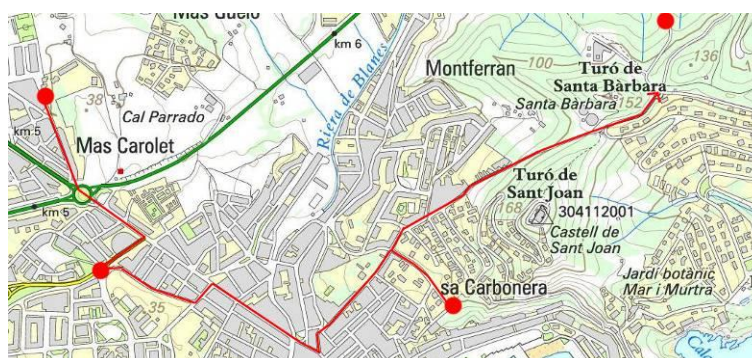 Mas Guelo
km 6
Riera de Blanes
Montferran
100
136
Turó de
Santa Bàrbara
Santa Bàrbara
152
38
Cal Parrado
km 5
Mas Carolet
km 5
Turó de
Sant Joan
168
304112001
Castell de
Sant Joan
sa Carbonera
35
Jardí botànic
Mar i Murtra
Cala